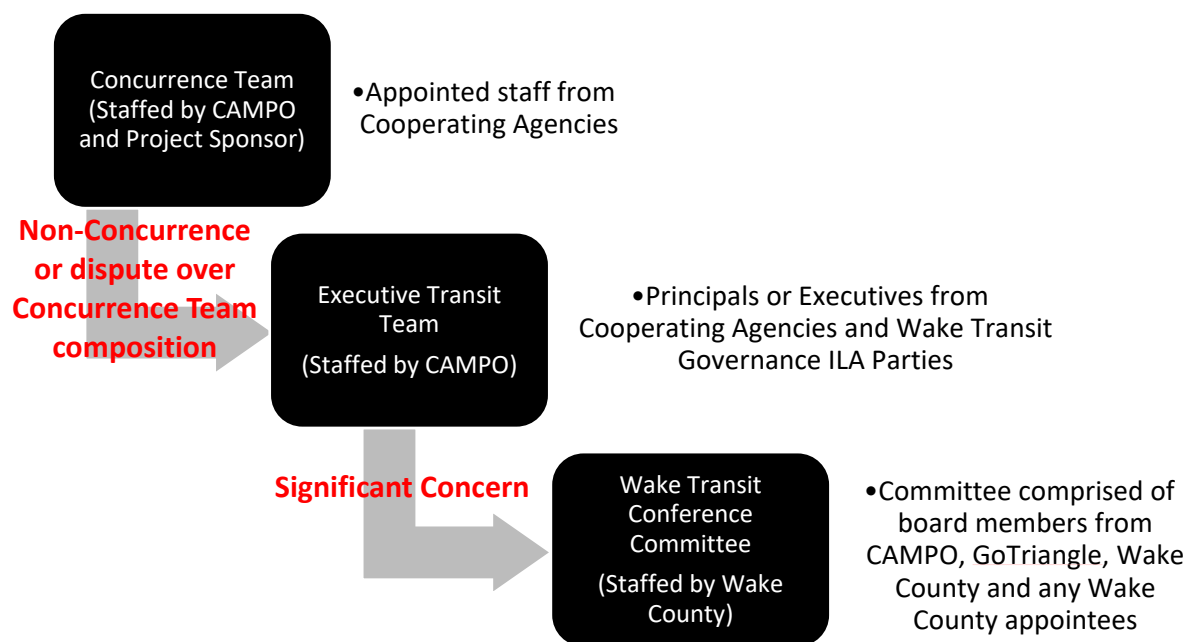 Concurrence Team
(Staffed by CAMPO
and Project Sponsor)
•Appointed staff from
Cooperating Agencies
Non-Concurrence
or dispute over
Concurrence Team
composition
Executive Transit
Team
(Staffed by CAMPO)
•Principals or Executives from
Cooperating Agencies and Wake Transit
Governance ILA Parties
Significant Concern
Wake Transit
Conference
Committee
(Staffed by Wake
County)
•Committee comprised of
board members from
CAMPO, GoTriangle, Wake
County and any Wake
County appointees